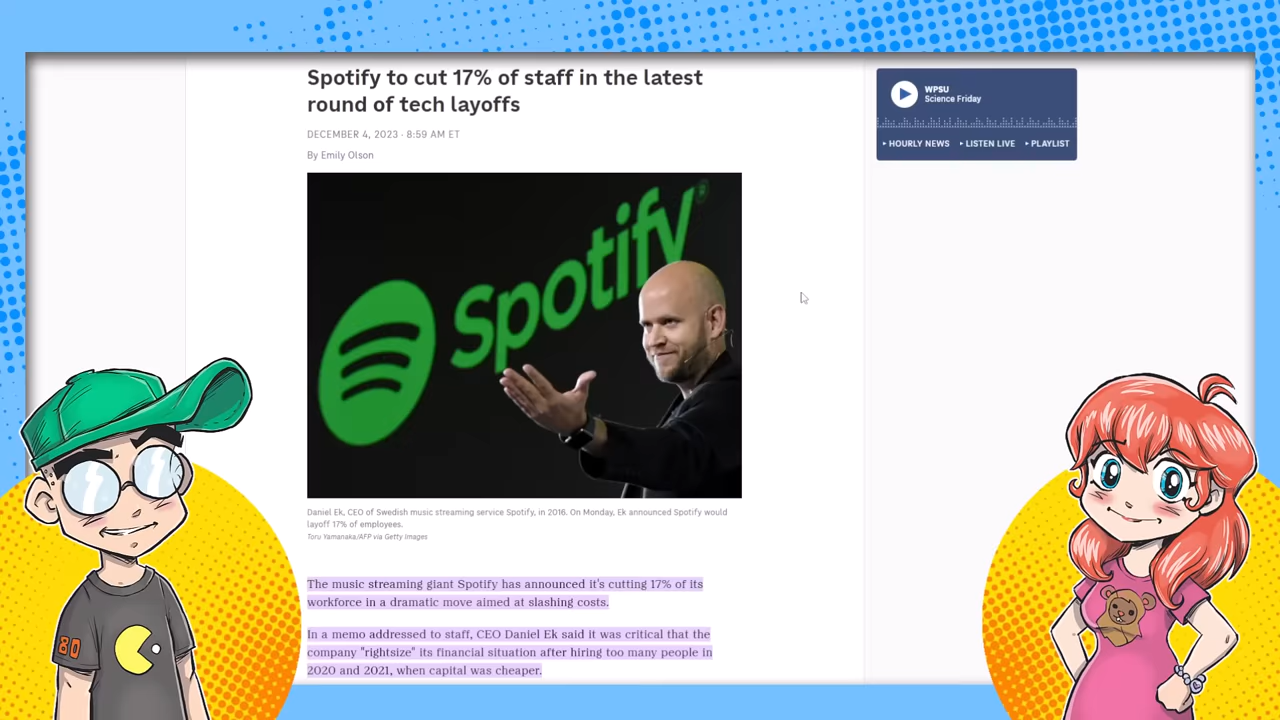 Spotify to cut 17% of staff in the latest
round of tech layoffs
DECEMBER 4, 2023 · 8:59 AM ET
By Emily Olson
Spotify®
Daniel Ek, CEO of Swedish music streaming service Spotify, in 2016. On Monday, Ek announced Spotify would
layoff 17% of employees.
Toru Yamanaka/AFP via Getty Images
The music streaming giant Spotify has announced it's cutting 17% of its
workforce in a dramatic move aimed at slashing costs.
In a memo addressed to staff, CEO Daniel Ek said it was critical that the
company "rightsize" its financial situation after hiring too many people in
2020 and 2021, when capital was cheaper.
WPSU
Science Friday
HOURLY NEWS LISTEN LIVE PLAYLIST
80